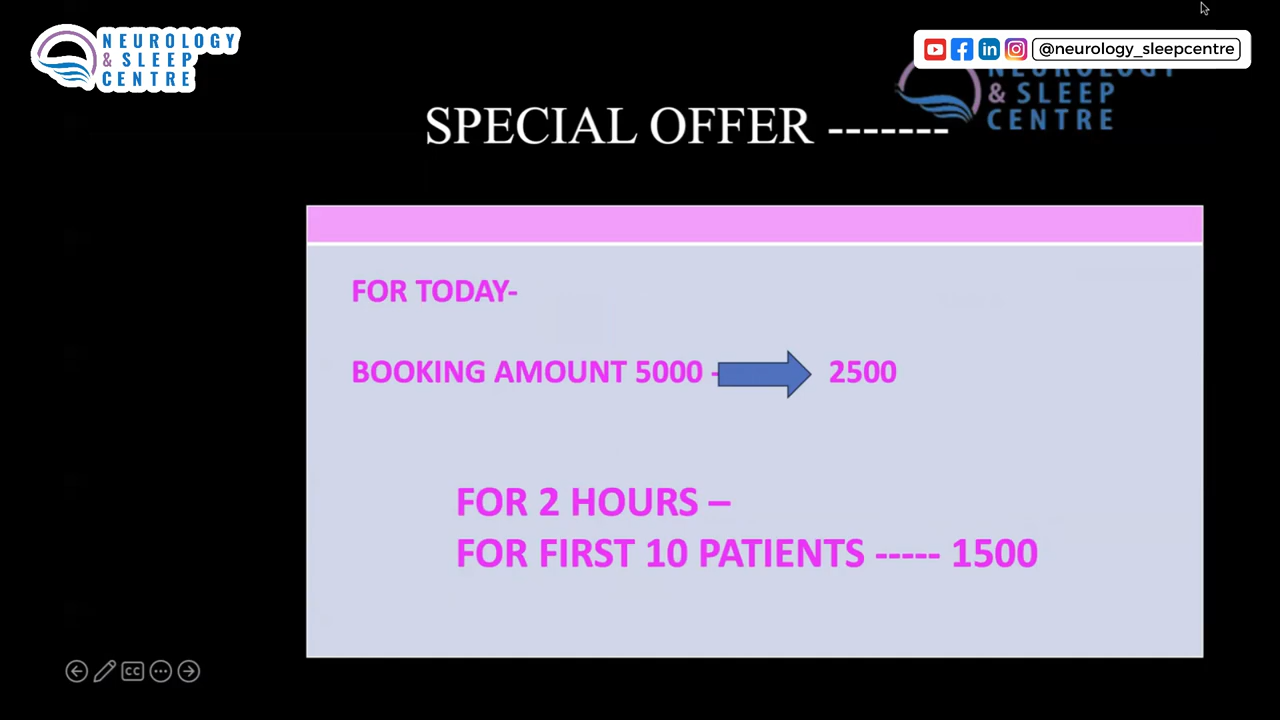 NEUROLOGY
& SLEEP
CENTRE
@neurology_sleepcentre
NEUROLOGY
& SLEEP
CENTRE
SPECIAL OFFER -------
FOR TODAY-
BOOKING AMOUNT 5000 - 2500
FOR 2 HOURS –
FOR FIRST 10 PATIENTS ----- 1500
CC